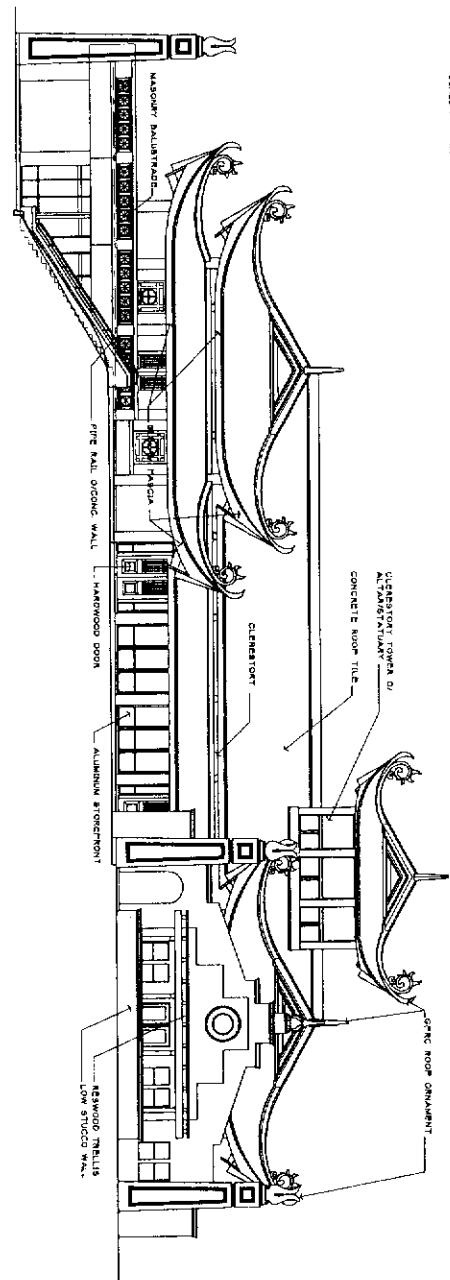 MASONRY BALUSTRADE
FASCIA
PIPE RAIL O/CONC. WALL
HARDWOOD DOOR
ALUMINUM STOREFRONT
CLERESTORY
CONCRETE ROOF TILE
CLERESTORY TOWER O/
ALTAR/STATUARY
REDWOOD TRELLIS
LOW STUCCO WALL
GFRC ROOF ORNAMENT